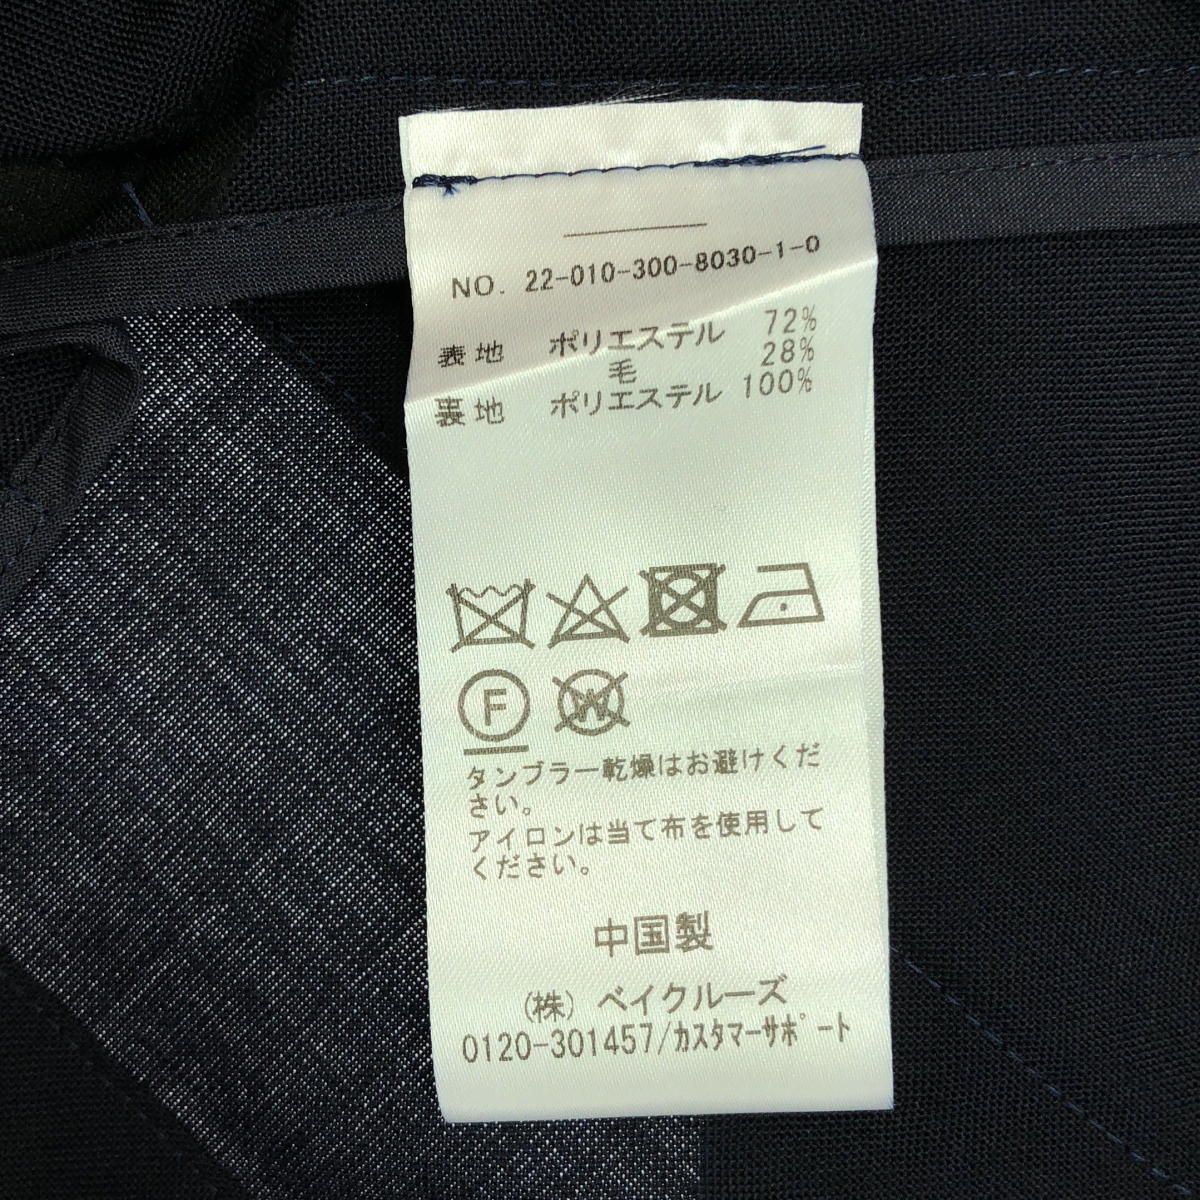 NO. 22-010-300-8030-1-0
表地 ポリエステル 72%
毛 28%
裏地 ポリエステル 100%
F W
タンブラー乾燥はお避けくだ
さい。
アイロンは当て布を使用して
ください。
中国製
(株) ベイクルーズ
0120-301457/ｶｽﾀﾏｰｻﾎﾟｰﾄ